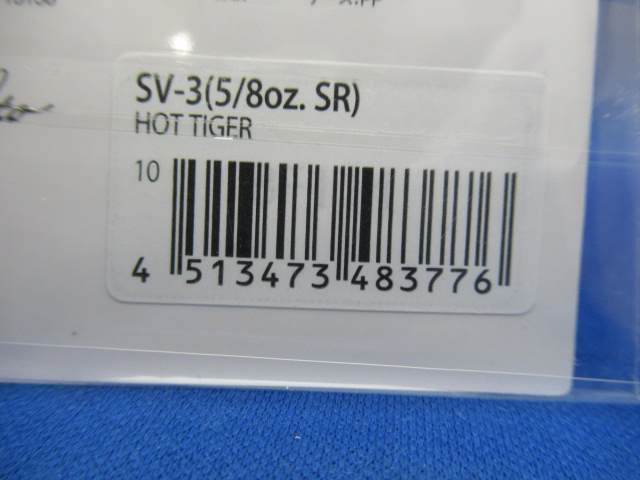 SV-3(5/8oz. SR)
HOT TIGER
10
4 513473 483776